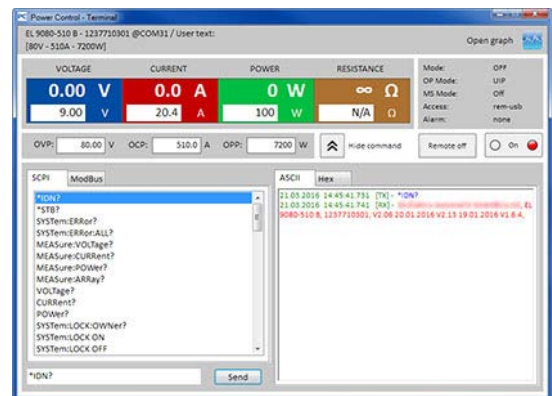 Power Control - Terminal
EL 9080-510 B - 1237710301 @COM31 / User text:
[80V - 510A - 7200W]
Open graph
VOLTAGE CURRENT POWER RESISTANCE
0.00 V 0.0 A 0 W ∞ Ω
9.00 V 20.4 A 100 W N/A Ω
Mode: OFF
OP Mode: UIP
MS Mode: Off
Access: rem-usb
Alarm: none
OVP: 80.00 V OCP: 510.0 A OPP: 7200 W Hide command Remote off On
SCPI ModBus
*IDN?
*STB?
SYSTem:ERRor?
SYSTem:ERRor:ALL?
MEASure:VOLTage?
MEASure:CURRent?
MEASure:POWer?
MEASure:ARRay?
VOLTage?
CURRent?
POWer?
SYSTem:LOCK:OWNer?
SYSTem:LOCK ON
SYSTem:LOCK OFF
*IDN? Send
ASCII Hex
21.03.2016 14:45:41.731 [TX] - *IDN?
21.03.2016 14:45:41.741 [RX] - , EL
9080-510 B, 1237710301, V2.06 20.01.2016 V2.13 19.01.2016 V1.6.4,